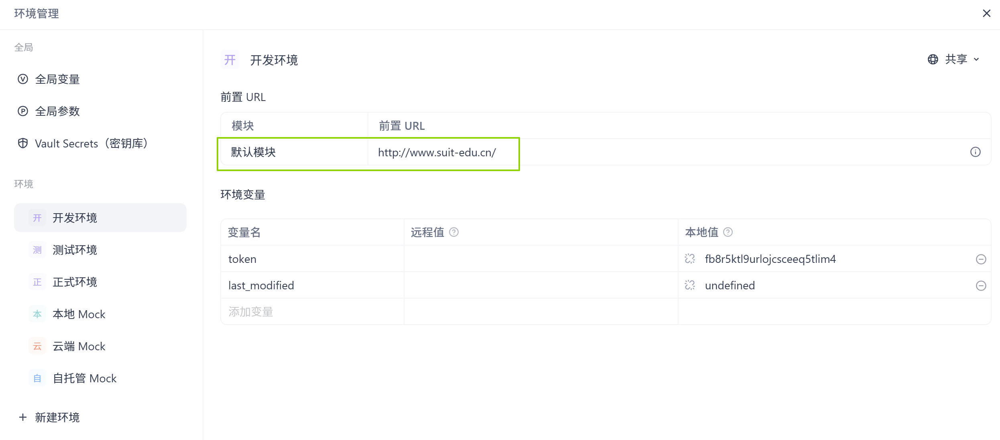 环境管理
全局
全局变量
全局参数
Vault Secrets（密钥库）
环境
开 开发环境
测 测试环境
正 正式环境
本 本地 Mock
云 云端 Mock
自 自托管 Mock
新建环境
开 开发环境
共享
前置 URL
模块 前置 URL
默认模块 http://www.suit-edu.cn/
环境变量
变量名 远程值 本地值
token fb8r5ktl9urlojcsceeq5tlim4
last_modified undefined
添加变量